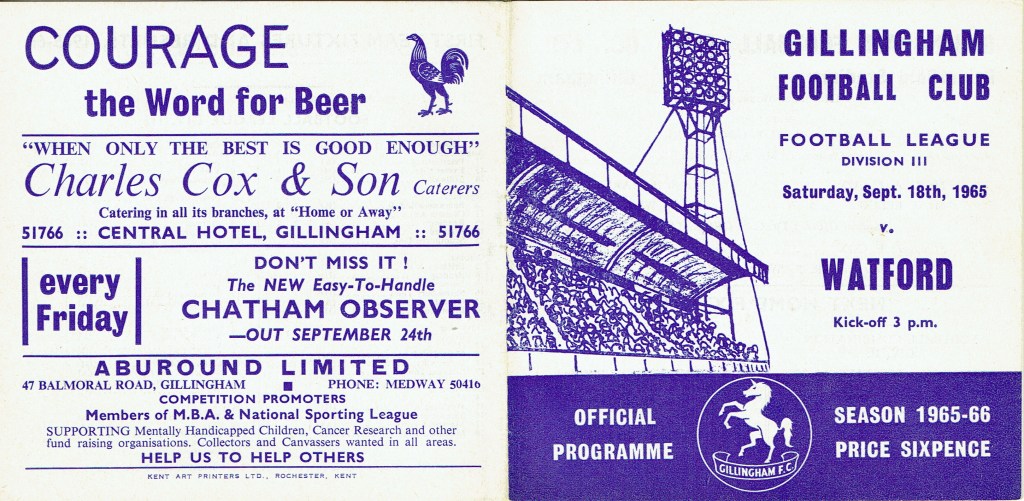 COURAGE
the Word for Beer
"WHEN ONLY THE BEST IS GOOD ENOUGH"
Charles Cox & Son Caterers
Catering in all its branches, at "Home or Away"
51766 :: CENTRAL HOTEL, GILLINGHAM :: 51766
every
Friday
DON'T MISS IT !
The NEW Easy-To-Handle
CHATHAM OBSERVER
—OUT SEPTEMBER 24th
ABUROUND LIMITED
47 BALMORAL ROAD, GILLINGHAM ■ PHONE: MEDWAY 50416
COMPETITION PROMOTERS
Members of M.B.A. & National Sporting League
SUPPORTING Mentally Handicapped Children, Cancer Research and other
fund raising organisations. Collectors and Canvassers wanted in all areas.
HELP US TO HELP OTHERS
KENT ART PRINTERS LTD., ROCHESTER, KENT
GILLINGHAM
FOOTBALL CLUB
FOOTBALL LEAGUE
DIVISION III
Saturday, Sept. 18th, 1965
v.
WATFORD
Kick-off 3 p.m.
OFFICIAL
PROGRAMME
GILLINGHAM F.C.
SEASON 1965-66
PRICE SIXPENCE